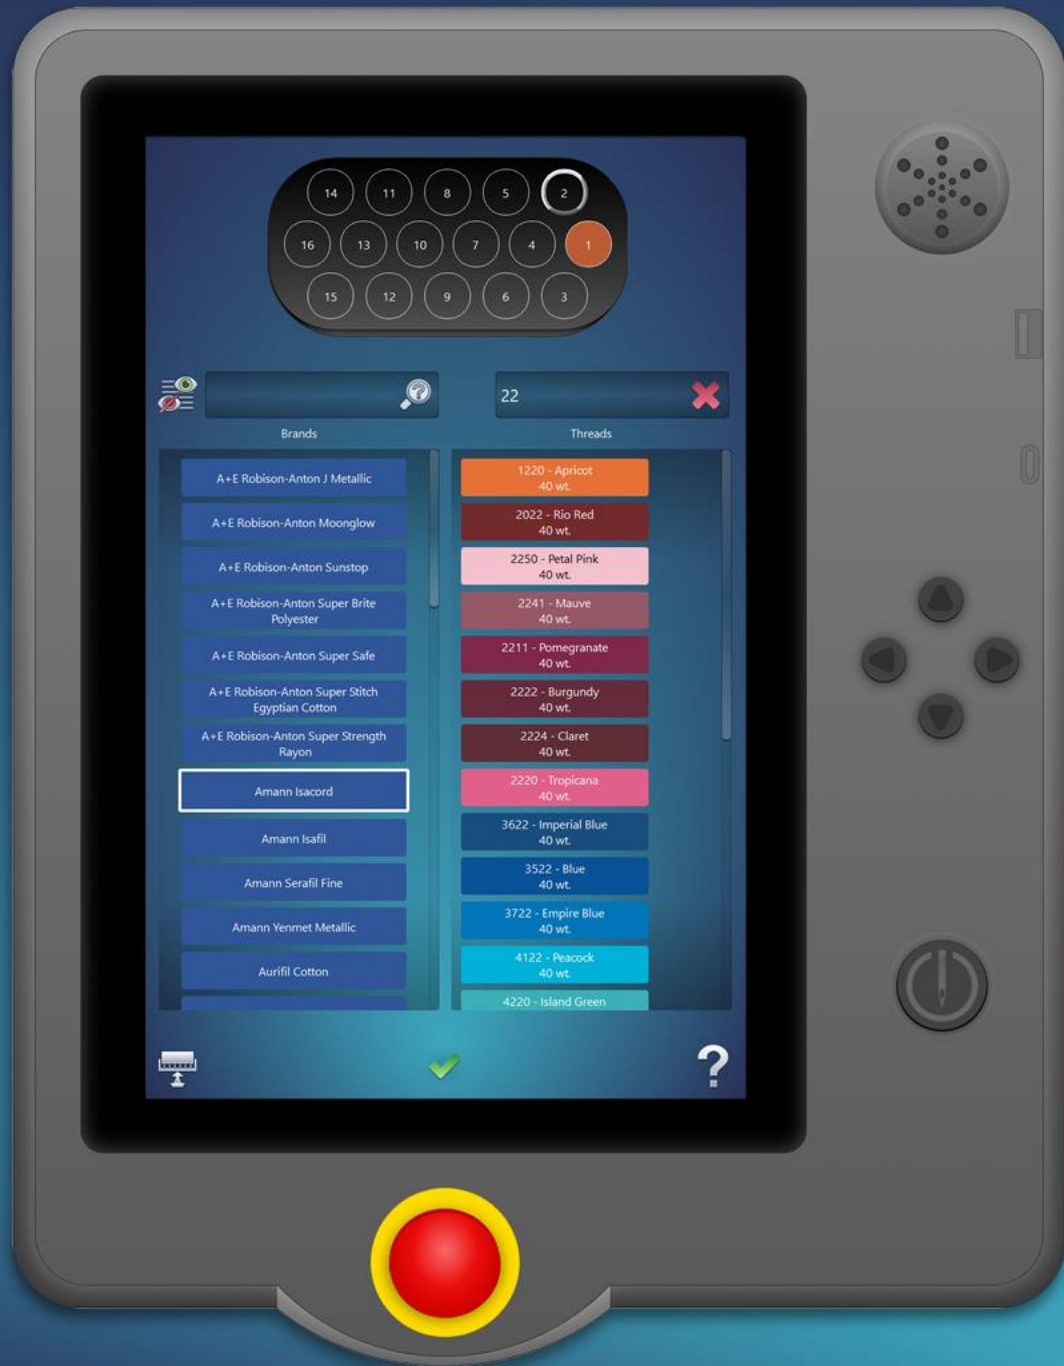 14 11 8 5 2
16 13 10 7 4 1
15 12 9 6 3
22
Brands
Threads
A+E Robison-Anton J Metallic
A+E Robison-Anton Moonglow
A+E Robison-Anton Sunstop
A+E Robison-Anton Super Brite
Polyester
A+E Robison-Anton Super Safe
A+E Robison-Anton Super Stitch
Egyptian Cotton
A+E Robison-Anton Super Strength
Rayon
Amann Isacord
Amann Isafil
Amann Serafil Fine
Amann Yenmet Metallic
Aurifil Cotton
1220 - Apricot
40 wt.
2022 - Rio Red
40 wt.
2250 - Petal Pink
40 wt.
2241 - Mauve
40 wt.
2211 - Pomegranate
40 wt.
2222 - Burgundy
40 wt.
2224 - Claret
40 wt.
2220 - Tropicana
40 wt.
3622 - Imperial Blue
40 wt.
3522 - Blue
40 wt.
3722 - Empire Blue
40 wt.
4122 - Peacock
40 wt.
4220 - Island Green
?